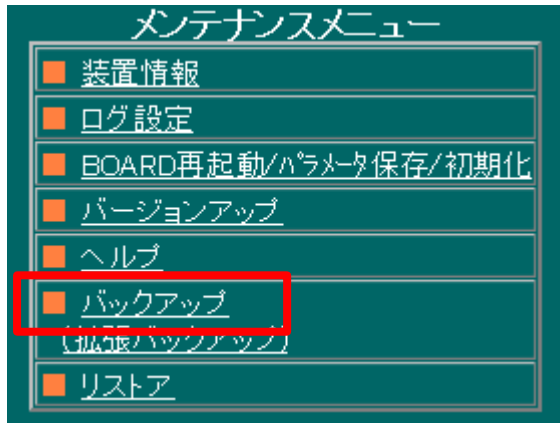 メンテナンスメニュー
装置情報
ログ設定
BOARD再起動/ﾊﾟﾗﾒｰﾀ保存/初期化
バージョンアップ
ヘルプ
バックアップ
(拡張バックアップ)
リストア